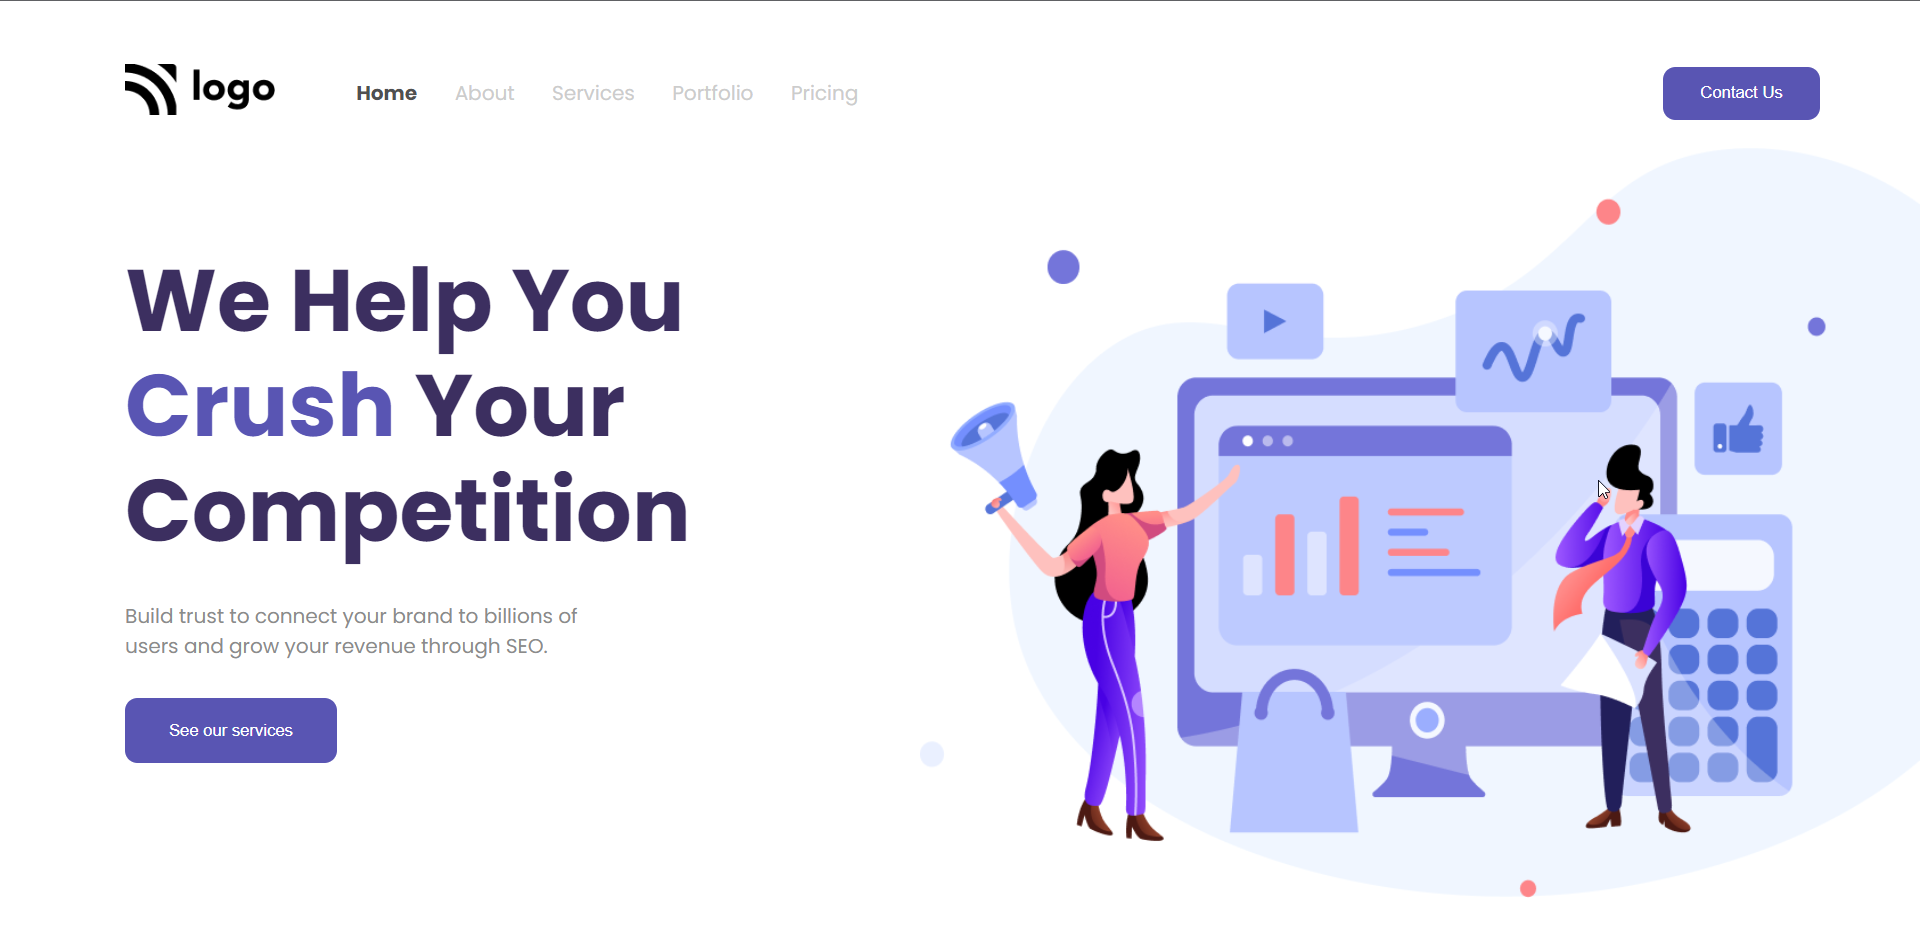 logo
Home About Services Portfolio Pricing
Contact Us
We Help You
Crush Your
Competition
Build trust to connect your brand to billions of
users and grow your revenue through SEO.
See our services